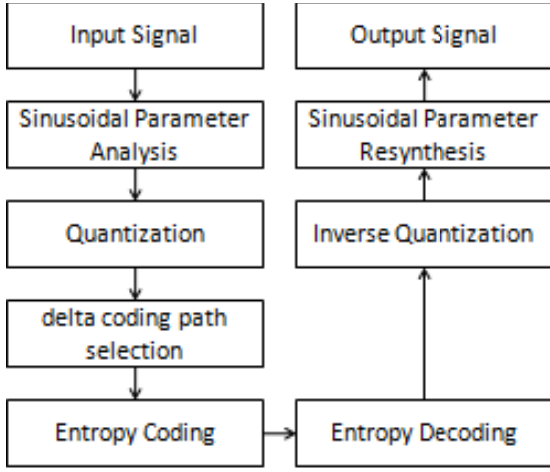 Input Signal
Output Signal
Sinusoidal Parameter
Analysis
Sinusoidal Parameter
Resynthesis
Quantization
Inverse Quantization
delta coding path
selection
Entropy Coding
Entropy Decoding